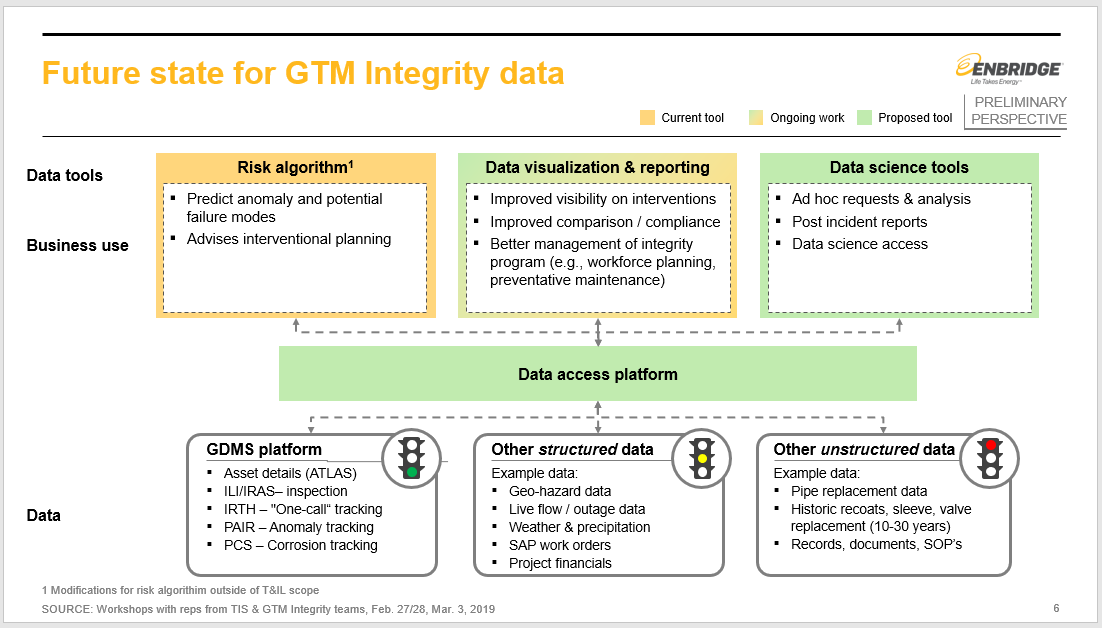 Future state for GTM Integrity data
ENBRIDGE
Life Takes Energy™
PRELIMINARY
PERSPECTIVE
Current tool
Ongoing work
Proposed tool
Data tools
Business use
Risk algorithm1
▪ Predict anomaly and potential
failure modes
▪ Advises interventional planning
Data visualization & reporting
▪ Improved visibility on interventions
▪ Improved comparison / compliance
▪ Better management of integrity
program (e.g., workforce planning,
preventative maintenance)
Data science tools
▪ Ad hoc requests & analysis
▪ Post incident reports
▪ Data science access
Data access platform
Data
GDMS platform
▪ Asset details (ATLAS)
▪ ILI/IRAS– inspection
▪ IRTH – "One-call“ tracking
▪ PAIR – Anomaly tracking
▪ PCS – Corrosion tracking
Other structured data
Example data:
▪ Geo-hazard data
▪ Live flow / outage data
▪ Weather & precipitation
▪ SAP work orders
▪ Project financials
Other unstructured data
Example data:
▪ Pipe replacement data
▪ Historic recoats, sleeve, valve
replacement (10-30 years)
▪ Records, documents, SOP’s
1 Modifications for risk algorithim outside of T&IL scope
SOURCE: Workshops with reps from TIS & GTM Integrity teams, Feb. 27/28, Mar. 3, 2019
6